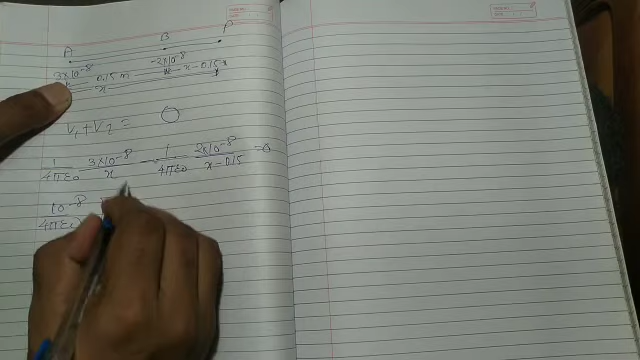 A B P
3×10⁻⁸ 0.15 m -2×10⁻⁸ x-0.15
x
V₁+V₂ = 0
1/4πε₀ 3×10⁻⁸/x - 1/4πε₀ 2×10⁻⁸/x-0.15 =0
10⁻⁸/4πε₀